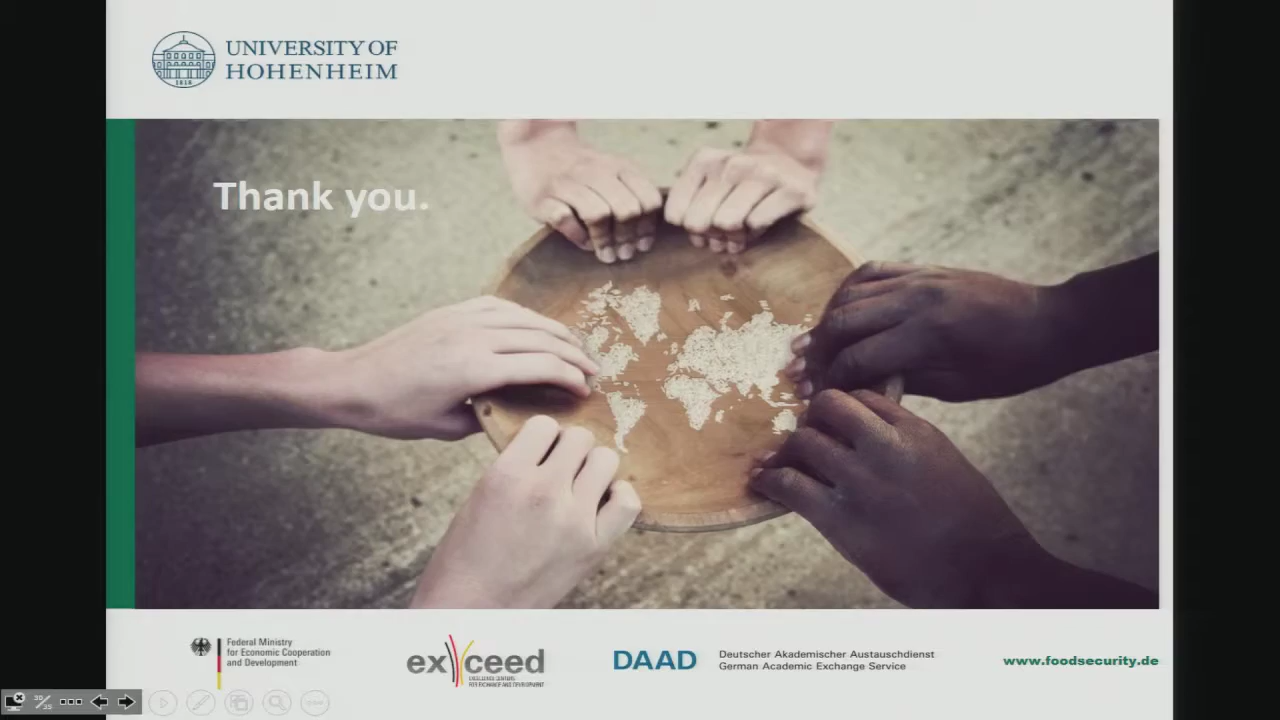 UNIVERSITY OF
HOHENHEIM
1818
Thank you.
Federal Ministry
for Economic Cooperation
and Development
exceed
EXCELLENCE CENTERS
FOR EXCHANGE AND DEVELOPMENT
DAAD
Deutscher Akademischer Austauschdienst
German Academic Exchange Service
www.foodsecurity.de